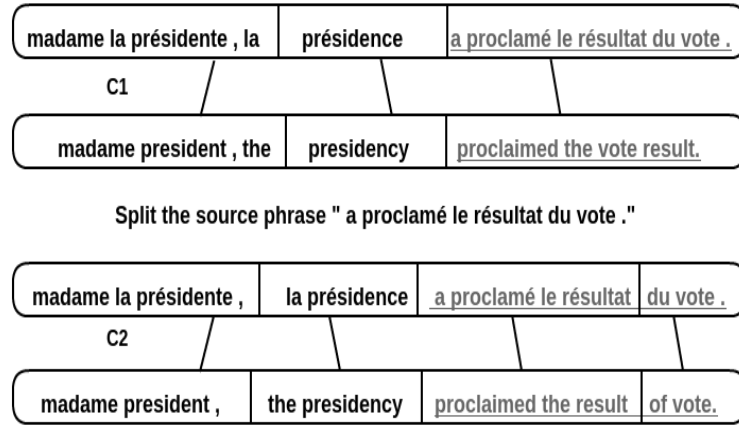 madame la présidente , la présidence a proclamé le résultat du vote .
C1
madame president , the presidency proclaimed the vote result.
Split the source phrase " a proclamé le résultat du vote ."
madame la présidente , la présidence a proclamé le résultat du vote .
C2
madame president , the presidency proclaimed the result of vote.